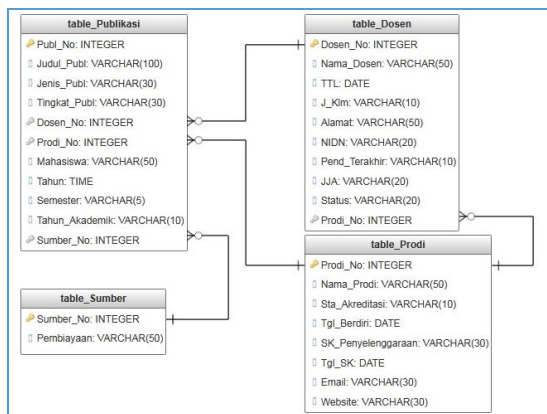 table_Publikasi
Publ_No: INTEGER
Judul_Publ: VARCHAR(100)
Jenis_Publ: VARCHAR(30)
Tingkat_Publ: VARCHAR(30)
Dosen_No: INTEGER
Prodi_No: INTEGER
Mahasiswa: VARCHAR(50)
Tahun: TIME
Semester: VARCHAR(5)
Tahun_Akademik: VARCHAR(10)
Sumber_No: INTEGER
table_Dosen
Dosen_No: INTEGER
Nama_Dosen: VARCHAR(50)
TTL: DATE
J_Klm: VARCHAR(10)
Alamat: VARCHAR(50)
NIDN: VARCHAR(20)
Pend_Terakhir: VARCHAR(10)
JJA: VARCHAR(20)
Status: VARCHAR(20)
Prodi_No: INTEGER
table_Sumber
Sumber_No: INTEGER
Pembiayaan: VARCHAR(50)
table_Prodi
Prodi_No: INTEGER
Nama_Prodi: VARCHAR(50)
Sta_Akreditasi: VARCHAR(10)
Tgl_Berdiri: DATE
SK_Penyelenggaraan: VARCHAR(30)
Tgl_SK: DATE
Email: VARCHAR(30)
Website: VARCHAR(30)